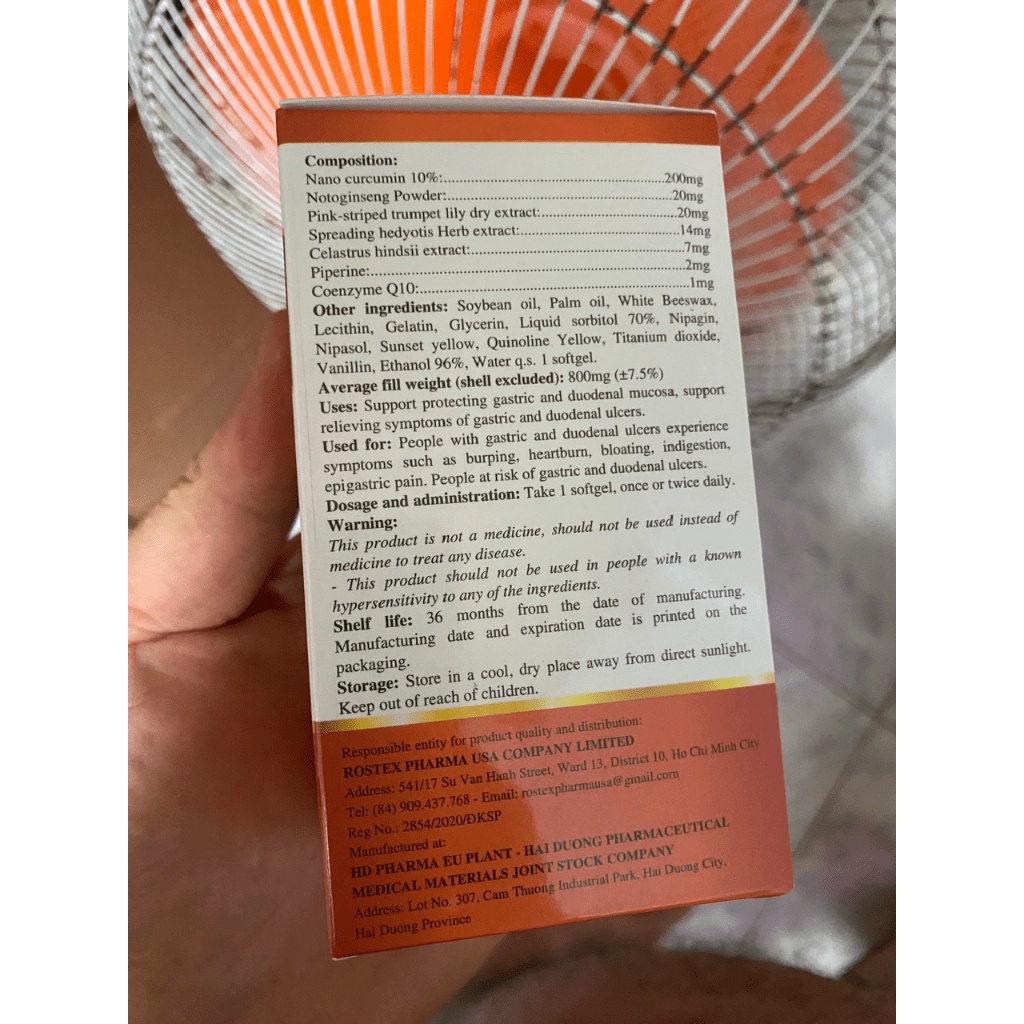 Composition:
Nano curcumin 10%:..........200mg
Notoginseng Powder:..........20mg
Pink-striped trumpet lily dry extract:..........20mg
Spreading hedyotis Herb extract:..........14mg
Celastrus hindsii extract:..........7mg
Piperine:..........2mg
Coenzyme Q10:..........1mg
Other ingredients: Soybean oil, Palm oil, White Beeswax,
Lecithin, Gelatin, Glycerin, Liquid sorbitol 70%, Nipagin,
Nipasol, Sunset yellow, Quinoline Yellow, Titanium dioxide,
Vanillin, Ethanol 96%, Water q.s. 1 softgel.
Average fill weight (shell excluded): 800mg (±7.5%)
Uses: Support protecting gastric and duodenal mucosa, support
relieving symptoms of gastric and duodenal ulcers.
Used for: People with gastric and duodenal ulcers experience
symptoms such as burping, heartburn, bloating, indigestion,
epigastric pain. People at risk of gastric and duodenal ulcers.
Dosage and administration: Take 1 softgel, once or twice daily.
Warning:
This product is not a medicine, should not be used instead of
medicine to treat any disease.
- This product should not be used in people with a known
hypersensitivity to any of the ingredients.
Shelf life: 36 months from the date of manufacturing.
Manufacturing date and expiration date is printed on the
packaging.
Storage: Store in a cool, dry place away from direct sunlight.
Keep out of reach of children.
Responsible entity for product quality and distribution:
ROSTEX PHARMA USA COMPANY LIMITED
Address: 541/17 Su Van Hanh Street, Ward 13, District 10, Ho Chi Minh City
Tel: (84) 909.437.768 - Email: rostexpharmausa@gmail.com
Reg No.: 2854/2020/ĐKSP
Manufactured at:
HD PHARMA EU PLANT - HAI DUONG PHARMACEUTICAL
MEDICAL MATERIALS JOINT STOCK COMPANY
Address: Lot No. 307, Cam Thuong Industrial Park, Hai Duong City,
Hai Duong Province